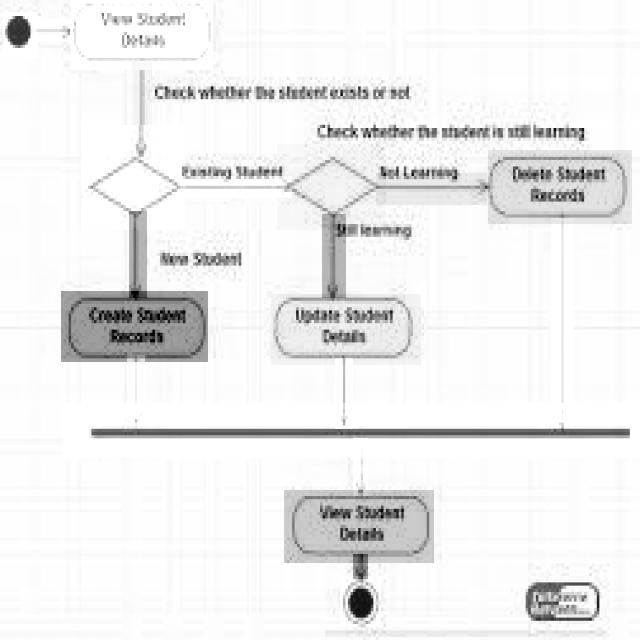 View Student
Details
Check whether the student exists or not
Check whether the student is still learning
Existing Student
Not Learning
Delete Student
Records
Still learning
New Student
Create Student
Records
Update Student
Details
View Student
Details